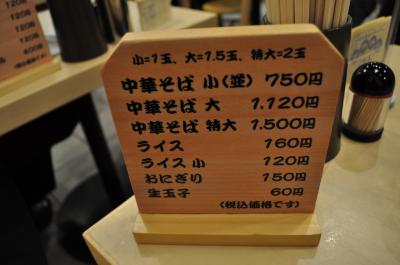 小=1玉、大=1.5玉、特大=2玉
中華そば 小(並) 750円
中華そば 大 1,120円
中華そば 特大 1,500円
ライス 160円
ライス 小 120円
おにぎり 150円
生玉子 60円
(税込価格です)